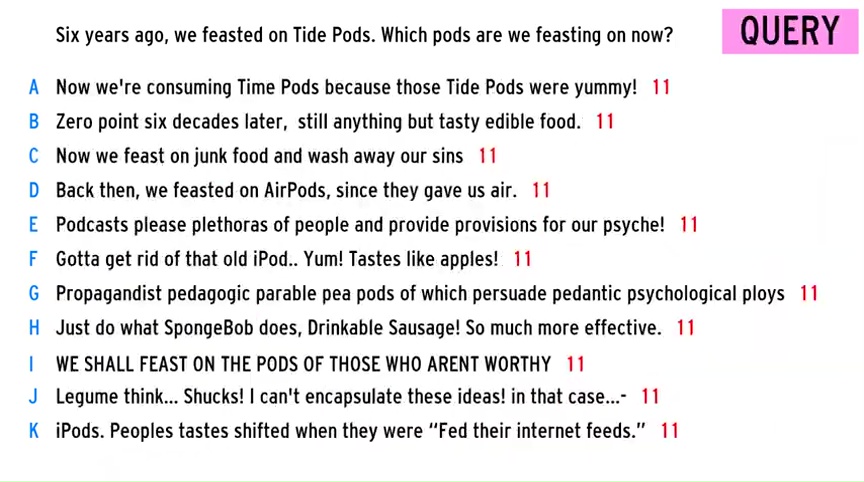 Six years ago, we feasted on Tide Pods. Which pods are we feasting on now?
QUERY
A Now we're consuming Time Pods because those Tide Pods were yummy! 11
B Zero point six decades later, still anything but tasty edible food. 11
C Now we feast on junk food and wash away our sins 11
D Back then, we feasted on AirPods, since they gave us air. 11
E Podcasts please plethoras of people and provide provisions for our psyche! 11
F Gotta get rid of that old iPod.. Yum! Tastes like apples! 11
G Propagandist pedagogic parable pea pods of which persuade pedantic psychological ploys 11
H Just do what SpongeBob does, Drinkable Sausage! So much more effective. 11
I WE SHALL FEAST ON THE PODS OF THOSE WHO ARENT WORTHY 11
J Legume think... Shucks! I can't encapsulate these ideas! in that case...- 11
K iPods. Peoples tastes shifted when they were “Fed their internet feeds.” 11